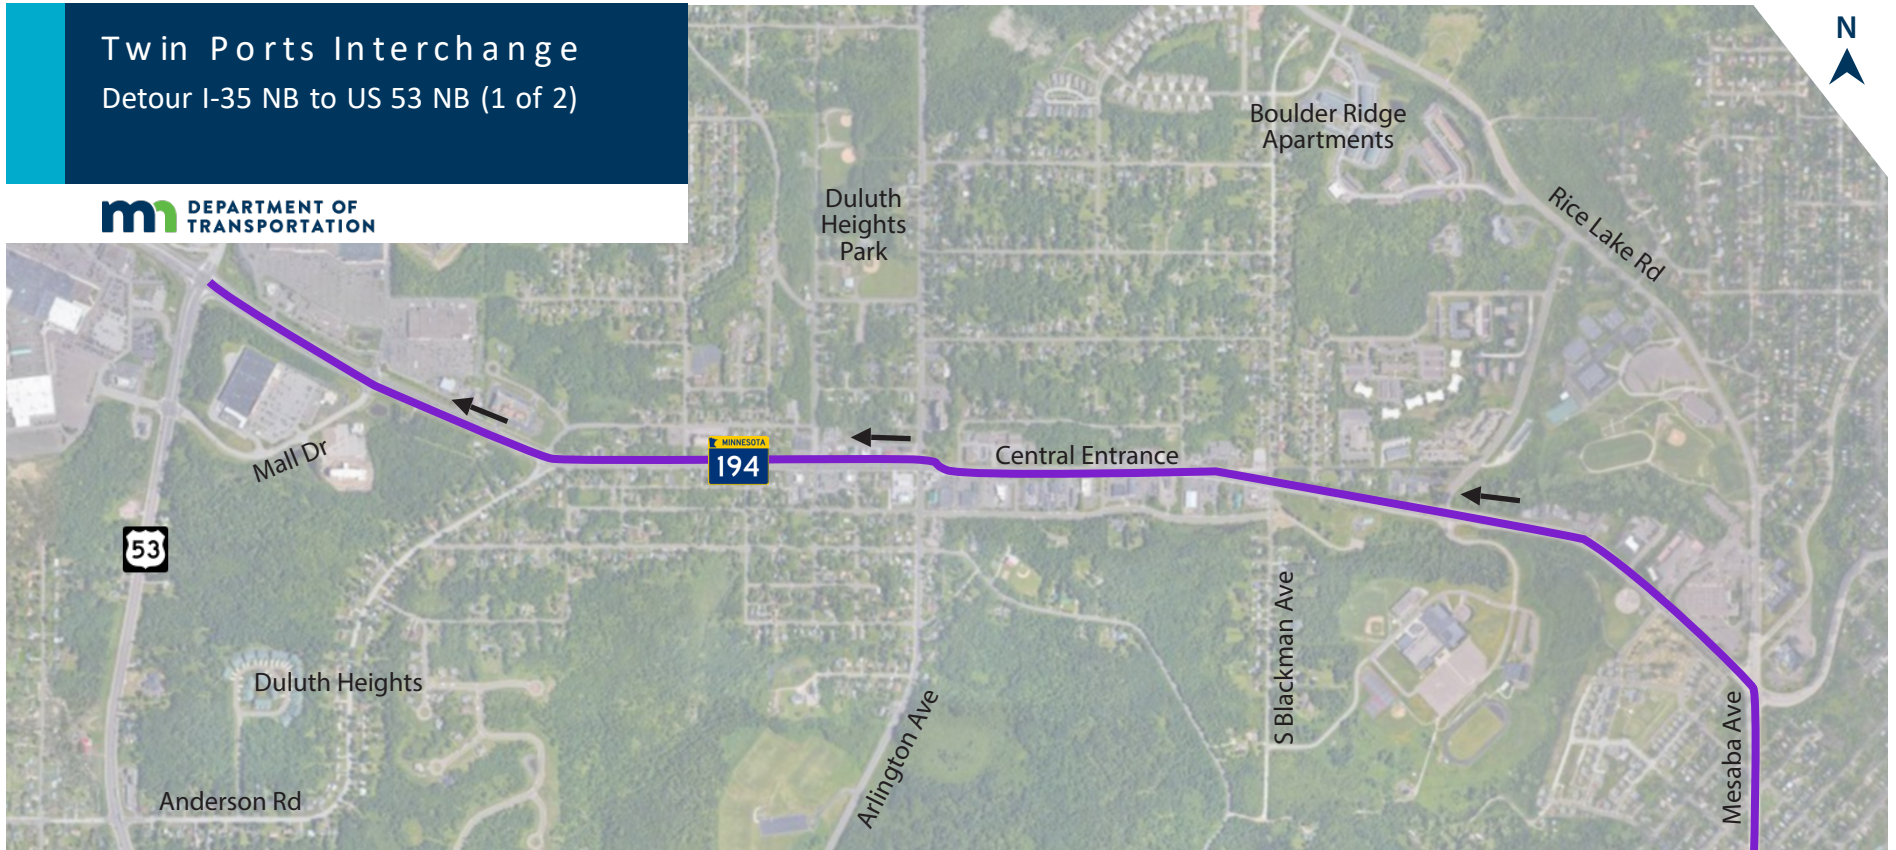 Twin Ports Interchange
Detour I-35 NB to US 53 NB (1 of 2)
mn DEPARTMENT OF
TRANSPORTATION
N
Boulder Ridge
Apartments
Duluth
Heights
Park
Rice Lake Rd
Mall Dr
MINNESOTA
194
Central Entrance
53
S Blackman Ave
Duluth Heights
Arlington Ave
Mesaba Ave
Anderson Rd